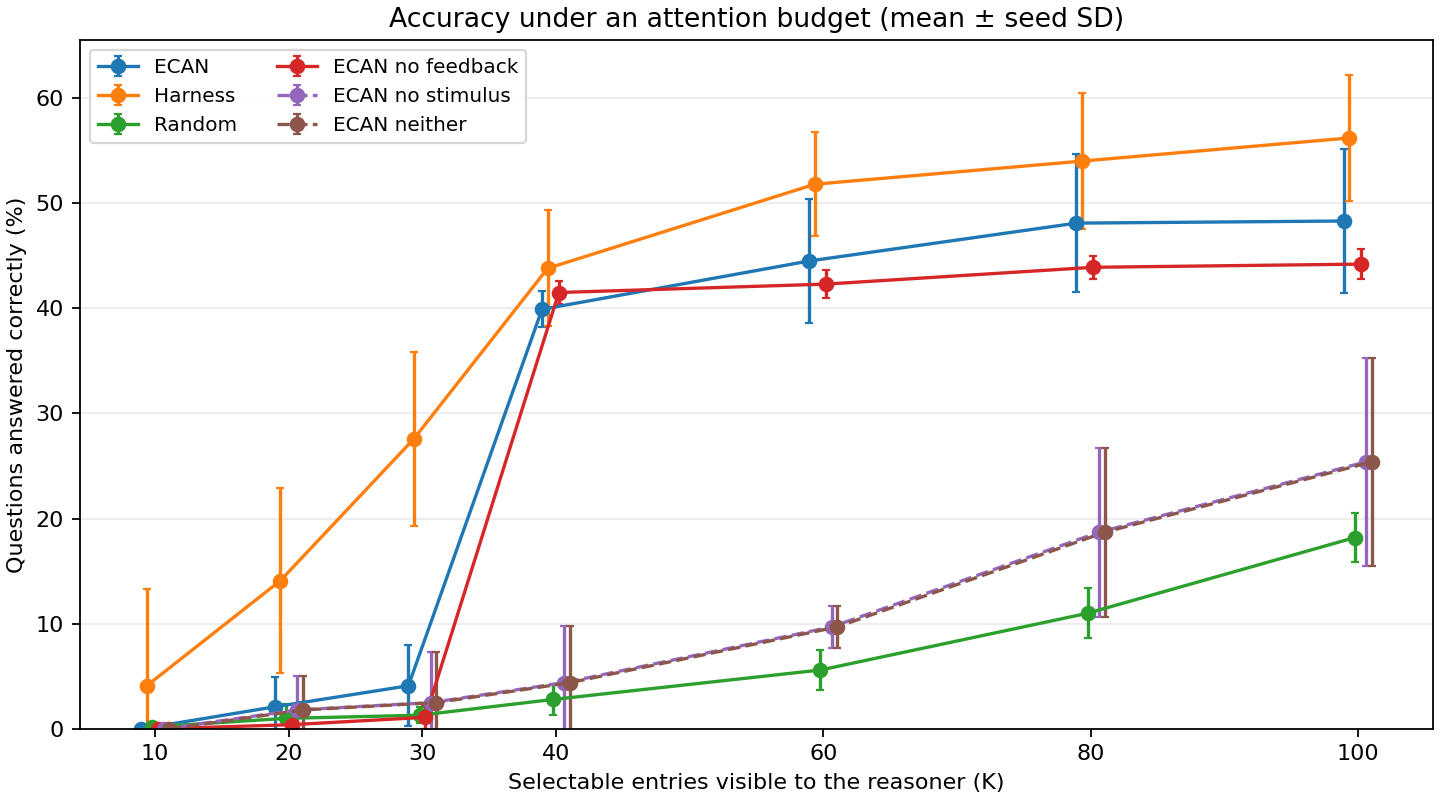 Accuracy under an attention budget (mean ± seed SD)
ECAN
Harness
Random
ECAN no feedback
ECAN no stimulus
ECAN neither
Questions answered correctly (%)
60
50
40
30
20
10
0
10 20 30 40 60 80 100
Selectable entries visible to the reasoner (K)